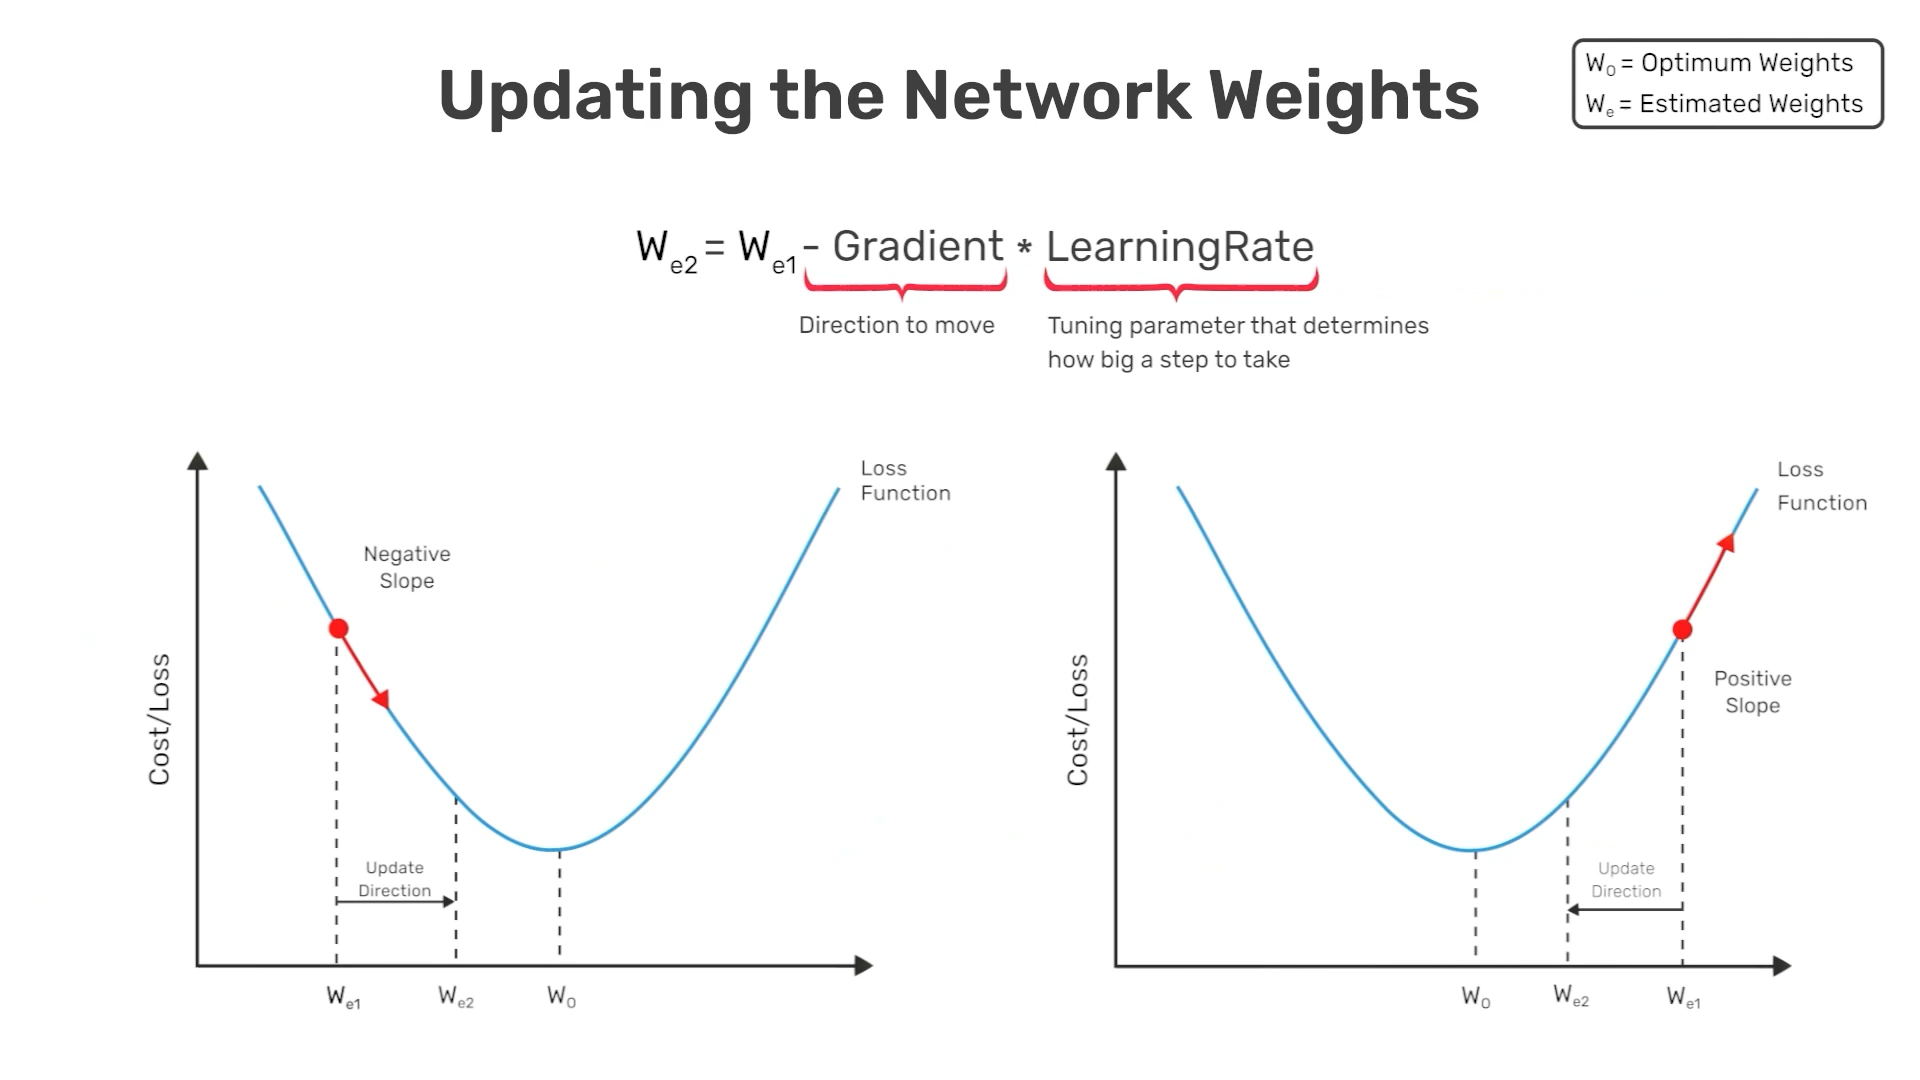 Updating the Network Weights
W₀ = Optimum Weights
Wₑ = Estimated Weights
We2 = We1 - Gradient * LearningRate
Direction to move
Tuning parameter that determines
how big a step to take
Loss
Function
Negative
Slope
Cost/Loss
Update
Direction
We1 We2 W0
Loss
Function
Positive
Slope
Cost/Loss
Update
Direction
W0 We2 We1